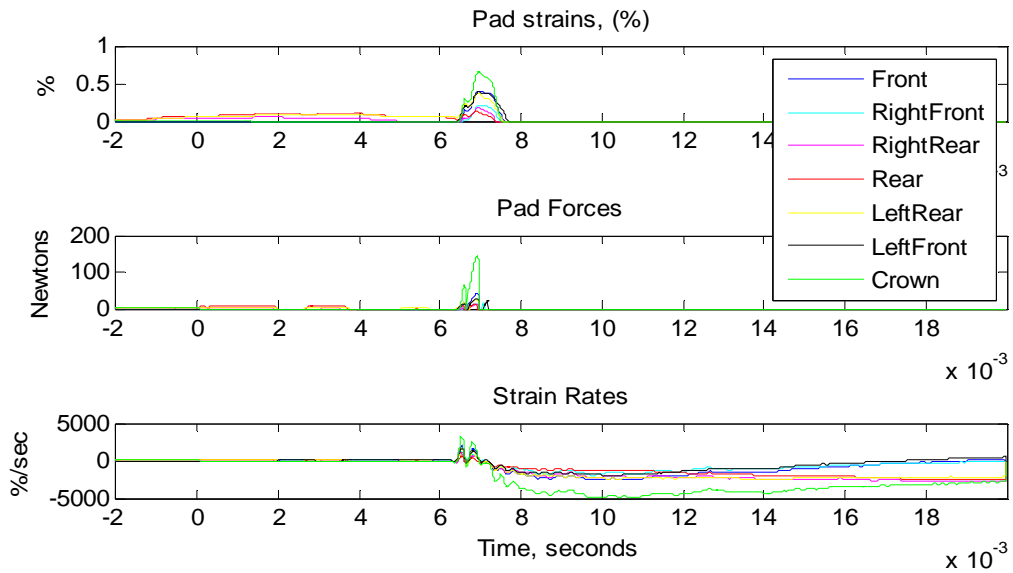 Pad strains, (%)
%
1
0.5
0
-2 0 2 4 6 8 10 12 14 16 18
-3
Front
RightFront
RightRear
Rear
LeftRear
LeftFront
Crown
Pad Forces
Newtons
200
100
0
-2 0 2 4 6 8 10 12 14 16 18
x 10-3
Strain Rates
%/sec
5000
0
-5000
-2 0 2 4 6 8 10 12 14 16 18
Time, seconds
x 10-3